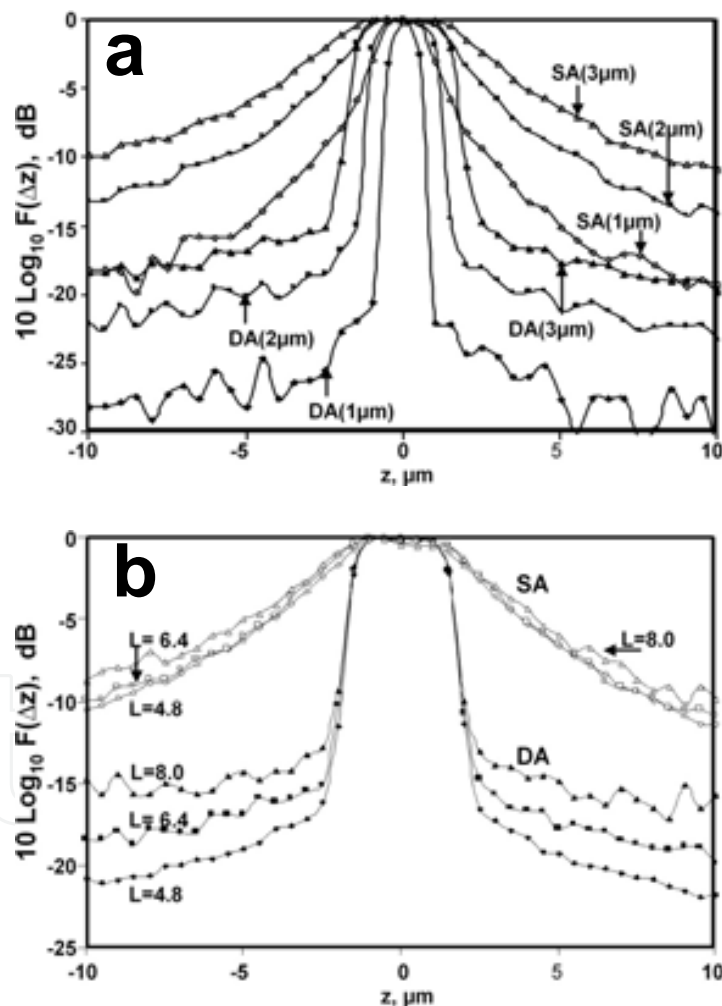 a
0
-5
-10
-15
-20
-25
-30
10 Log10 F(Δz), dB
SA(3µm)
SA(2µm)
SA(1µm)
DA(2µm)
DA(3µm)
DA(1µm)
-10 -5 0 5 10
z, µm
b
0
-5
-10
-15
-20
-25
10 Log10 F(Δz), dB
SA
L= 6.4
L=8.0
L=4.8
DA
L=8.0
L= 6.4
L=4.8
-10 -5 0 5 10
z, µm